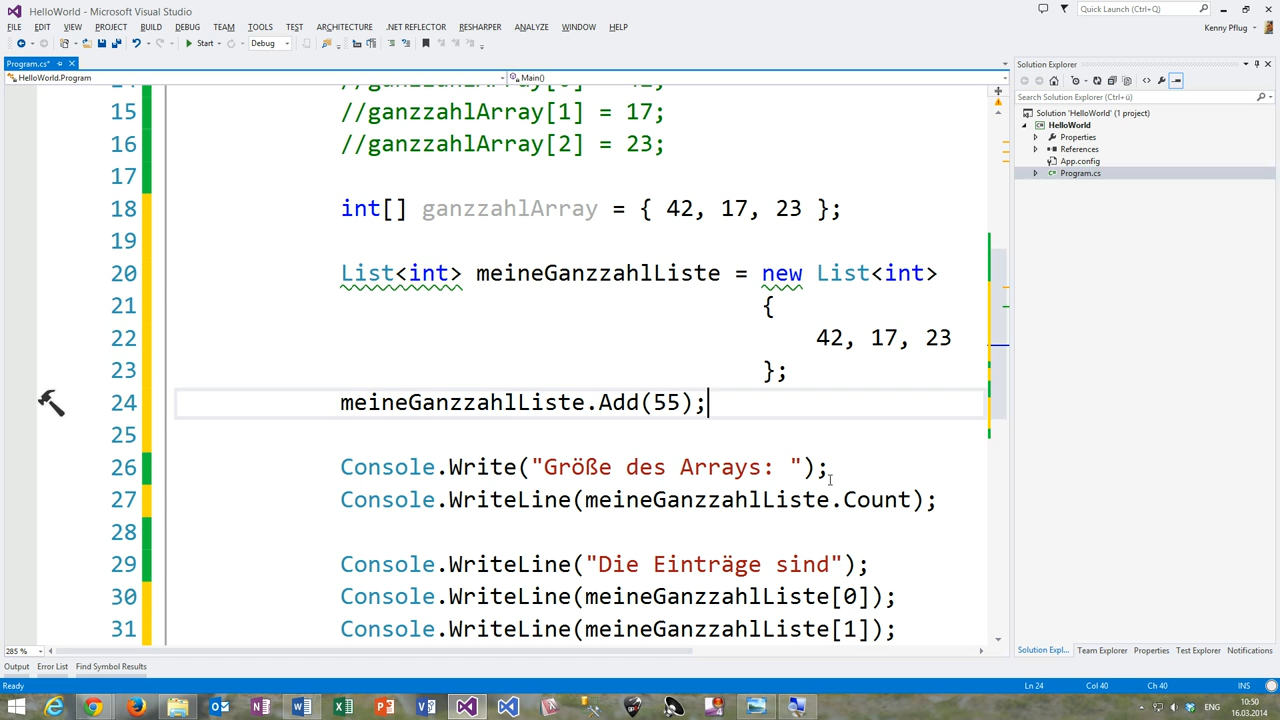 HelloWorld - Microsoft Visual Studio
Quick Launch (Ctrl+Q)
FILE EDIT VIEW PROJECT BUILD DEBUG TEAM TOOLS TEST ARCHITECTURE .NET REFLECTOR RESHARPER ANALYZE WINDOW HELP
Kenny Pflug
Start Debug
Program.cs*
Solution Explorer
HelloWorld.Program Main()
Search Solution Explorer (Ctrl+ü)
Solution 'HelloWorld' (1 project)
HelloWorld
Properties
References
App.config
Program.cs
15 //ganzzahlArray[1] = 17;
16 //ganzzahlArray[2] = 23;
17
18 int[] ganzzahlArray = { 42, 17, 23 };
19
20 List<int> meineGanzzahlListe = new List<int>
21 {
22 42, 17, 23
23 };
24 meineGanzzahlListe.Add(55);
25
26 Console.Write("Größe des Arrays: ");
27 Console.WriteLine(meineGanzzahlListe.Count);
28
29 Console.WriteLine("Die Einträge sind");
30 Console.WriteLine(meineGanzzahlListe[0]);
31 Console.WriteLine(meineGanzzahlListe[1]);
285 %
Solution Expl... Team Explorer Properties Test Explorer Notifications
Output Error List Find Symbol Results
Ready Ln 24 Col 40 Ch 40 INS
ENG 10:50
16.03.2014